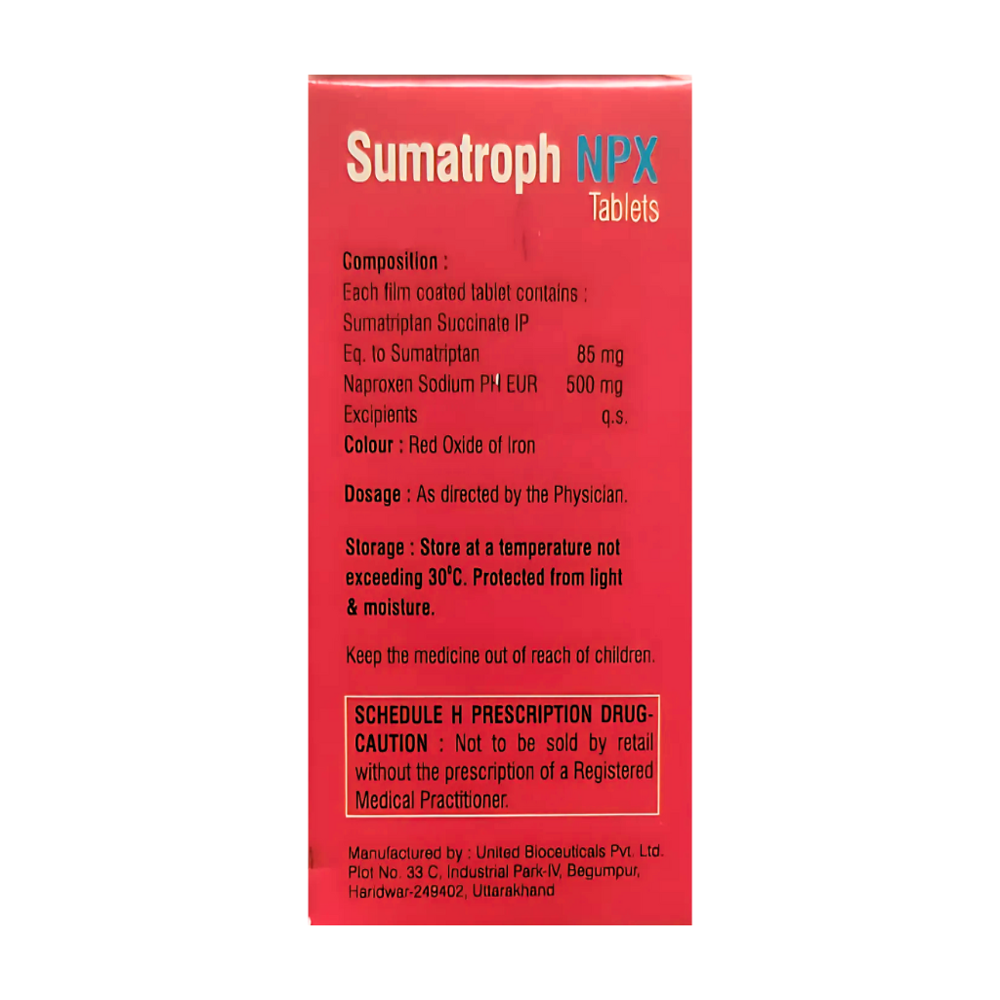 Sumatroph NPX
Tablets
Composition :
Each film coated tablet contains :
Sumatriptan Succinate IP
Eq. to Sumatriptan 85 mg
Naproxen Sodium PH EUR 500 mg
Excipients q.s.
Colour : Red Oxide of Iron
Dosage : As directed by the Physician.
Storage : Store at a temperature not
exceeding 30⁰C. Protected from light
& moisture.
Keep the medicine out of reach of children.
SCHEDULE H PRESCRIPTION DRUG-
CAUTION : Not to be sold by retail
without the prescription of a Registered
Medical Practitioner.
Manufactured by : United Bioceuticals Pvt. Ltd.
Plot No. 33 C, Industrial Park-IV, Begumpur,
Haridwar-249402, Uttarakhand